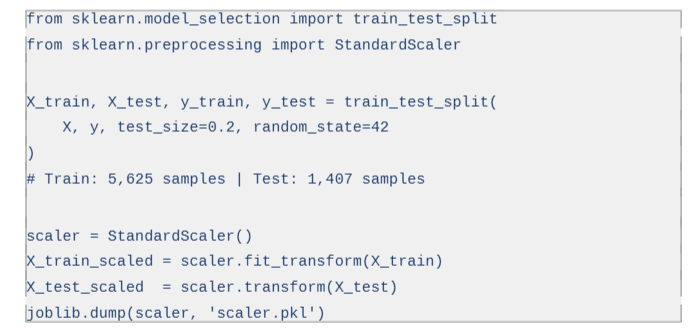 from sklearn.model_selection import train_test_split
from sklearn.preprocessing import StandardScaler
X_train, X_test, y_train, y_test = train_test_split(
    X, y, test_size=0.2, random_state=42
)
# Train: 5,625 samples | Test: 1,407 samples
scaler = StandardScaler()
X_train_scaled = scaler.fit_transform(X_train)
X_test_scaled  = scaler.transform(X_test)
joblib.dump(scaler, 'scaler.pkl')